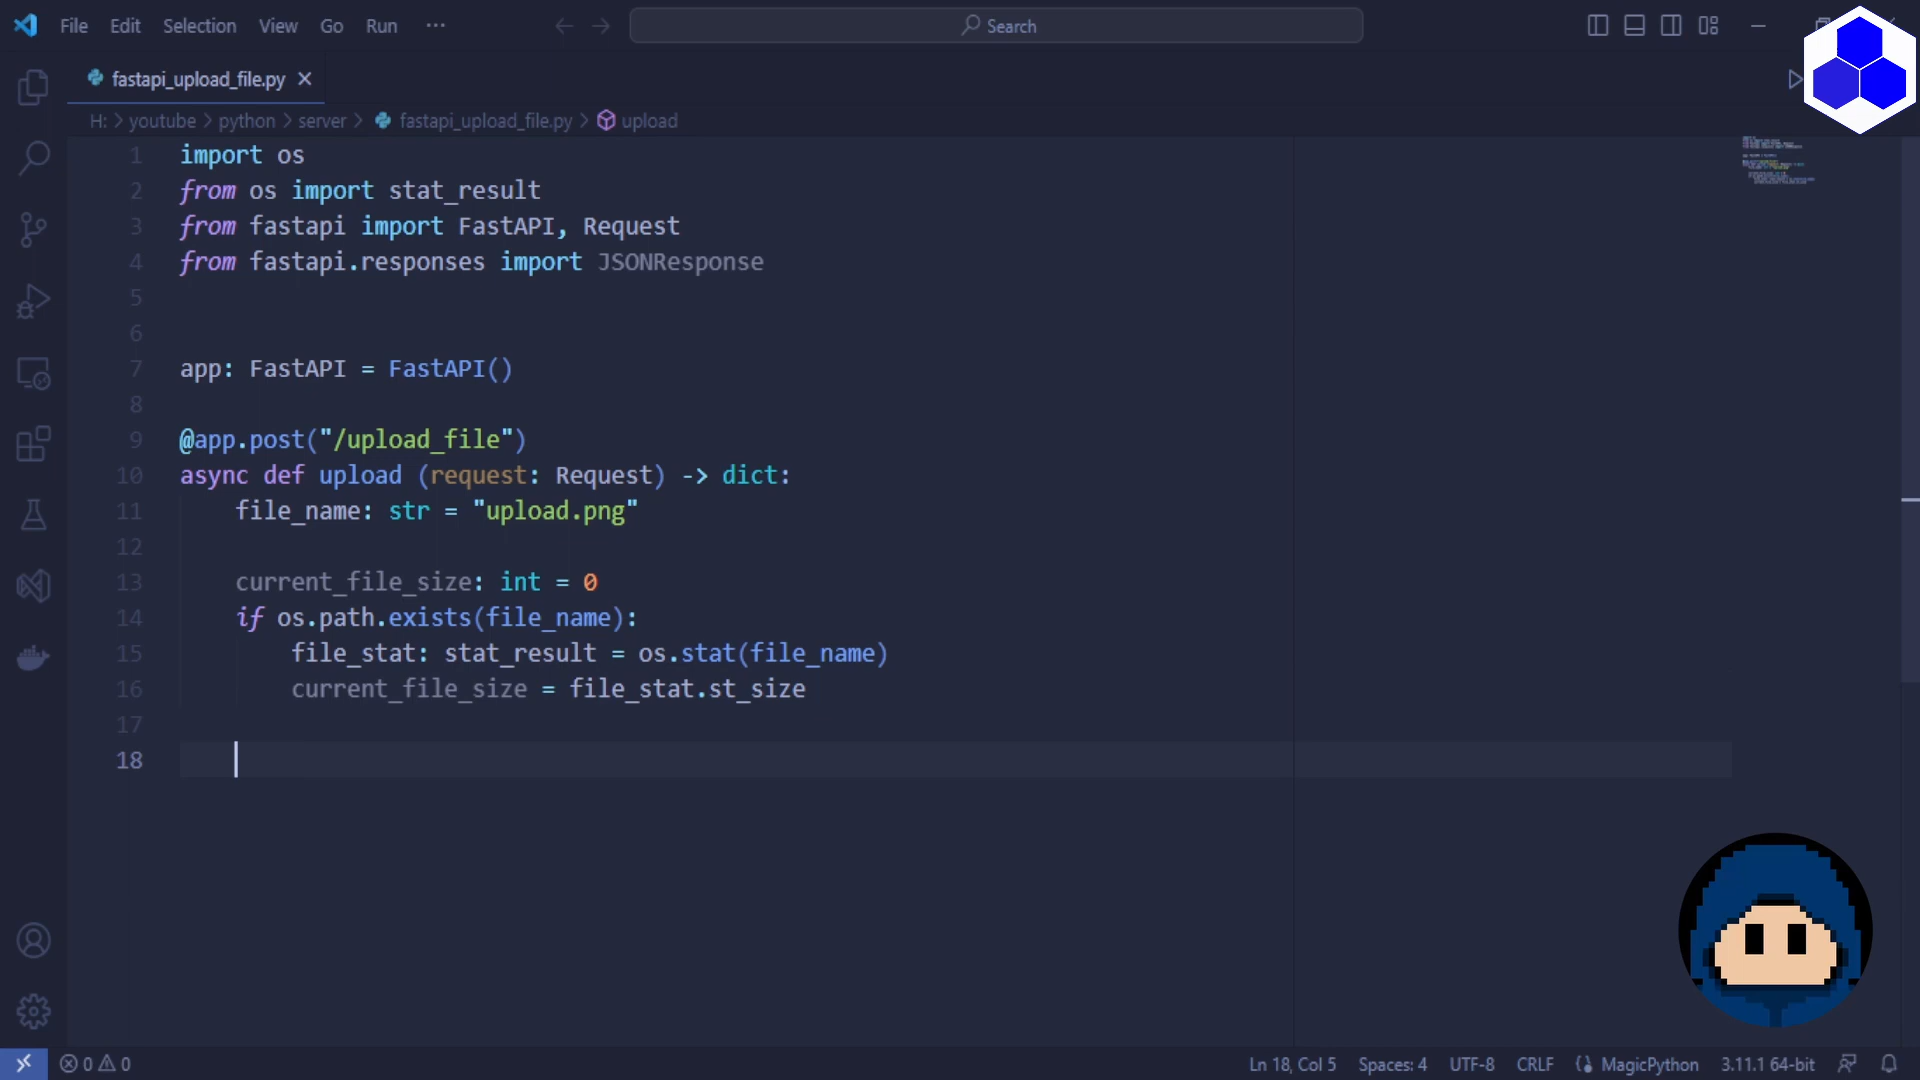 File Edit Selection View Go Run ···
Search
fastapi_upload_file.py
H: > youtube > python > server > fastapi_upload_file.py > upload
1 import os
2 from os import stat_result
3 from fastapi import FastAPI, Request
4 from fastapi.responses import JSONResponse
5
6
7 app: FastAPI = FastAPI()
8
9 @app.post("/upload_file")
10 async def upload (request: Request) -> dict:
11     file_name: str = "upload.png"
12
13     current_file_size: int = 0
14     if os.path.exists(file_name):
15         file_stat: stat_result = os.stat(file_name)
16         current_file_size = file_stat.st_size
17
18
0 0 Ln 18, Col 5 Spaces: 4 UTF-8 CRLF MagicPython 3.11.1 64-bit